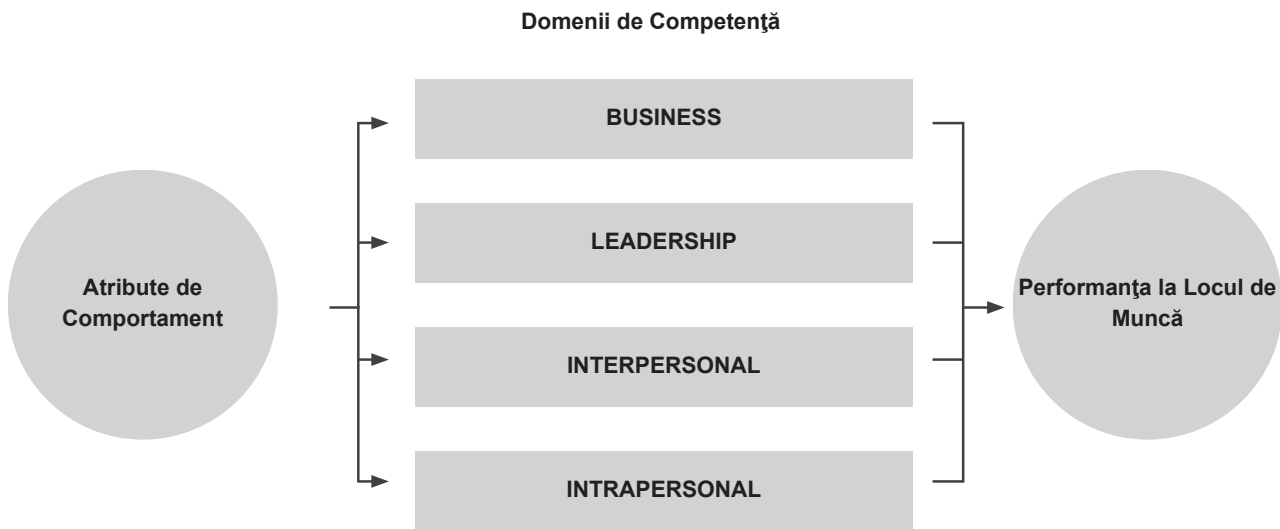 Domenii de Competenţă
BUSINESS
LEADERSHIP
Atribute de
Comportament
Performanţa la Locul de
Muncă
INTERPERSONAL
INTRAPERSONAL